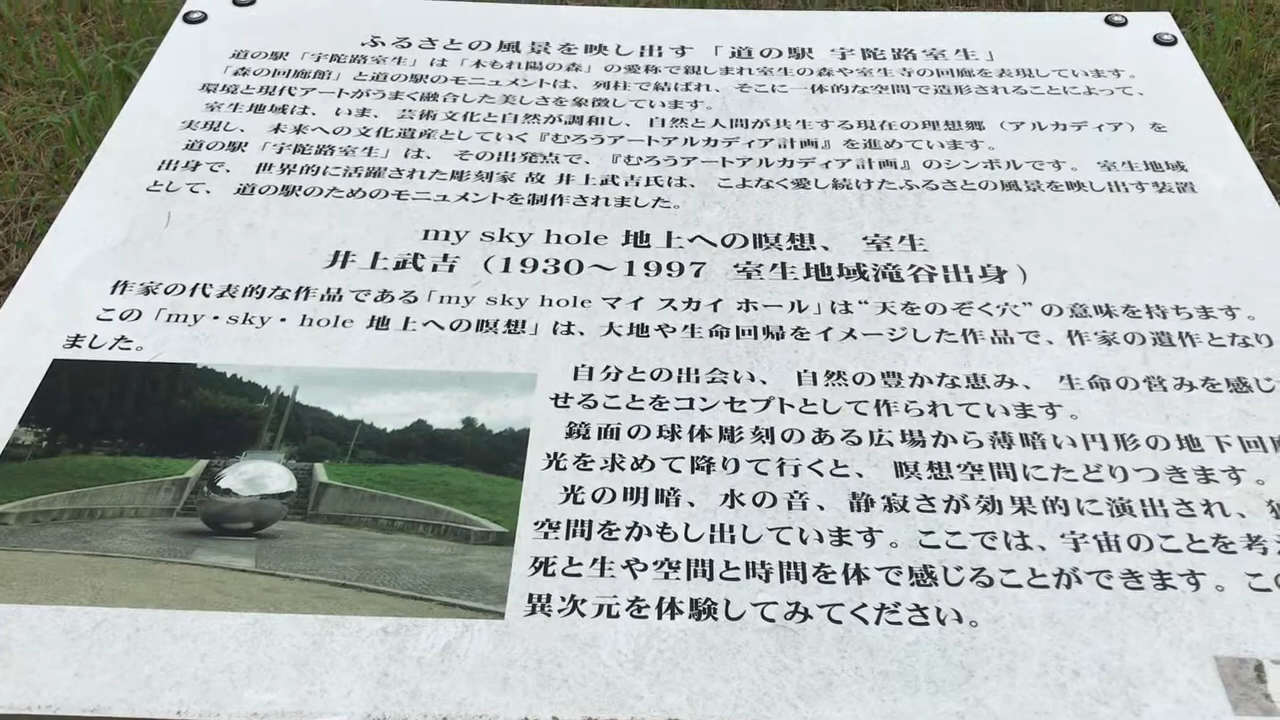 ふるさとの風景を映し出す「道の駅 宇陀路室生」
道の駅「宇陀路室生」は「木もれ陽の森」の愛称で親しまれ室生の森や室生寺の回廊を表現しています。
「森の回廊館」と道の駅のモニュメントは、列柱で結ばれ、そこに一体的な空間で造形されることによって、
環境と現代アートがうまく融合した美しさを象徴しています。
室生地域は、いま、芸術文化と自然が調和し、自然と人間が共生する現在の理想郷（アルカディア）を
実現し、未来への文化遺産としていく『むろうアートアルカディア計画』を進めています。
道の駅「宇陀路室生」は、その出発点で、『むろうアートアルカディア計画』のシンボルです。室生地域
出身で、世界的に活躍された彫刻家 故 井上武吉氏は、こよなく愛し続けたふるさとの風景を映し出す装置
として、道の駅のためのモニュメントを制作されました。
my sky hole 地上への瞑想、室生
井上武吉（1930〜1997 室生地域滝谷出身）
作家の代表的な作品である「my sky hole マイ スカイ ホール」は“天をのぞく穴”の意味を持ちます。
この「my・sky・hole 地上への瞑想」は、大地や生命回帰をイメージした作品で、作家の遺作となり
ました。
自分との出会い、自然の豊かな恵み、生命の営みを感じ
せることをコンセプトとして作られています。
鏡面の球体彫刻のある広場から薄暗い円形の地下回
光を求めて降りて行くと、瞑想空間にたどりつきます。
光の明暗、水の音、静寂さが効果的に演出され、
空間をかもし出しています。ここでは、宇宙のことを考
死と生や空間と時間を体で感じることができます。この
異次元を体験してみてください。